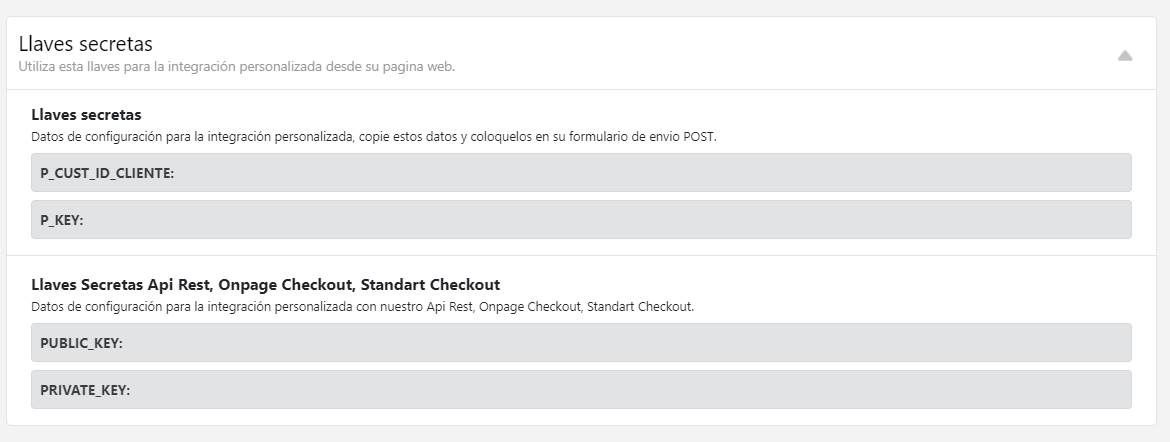 Llaves secretas
Utiliza esta llaves para la integración personalizada desde su pagina web.
Llaves secretas
Datos de configuración para la integración personalizada, copie estos datos y coloquelos en su formulario de envio POST.
P_CUST_ID_CLIENTE:
P_KEY:
Llaves Secretas Api Rest, Onpage Checkout, Standart Checkout
Datos de configuración para la integración personalizada con nuestro Api Rest, Onpage Checkout, Standart Checkout.
PUBLIC_KEY:
PRIVATE_KEY: